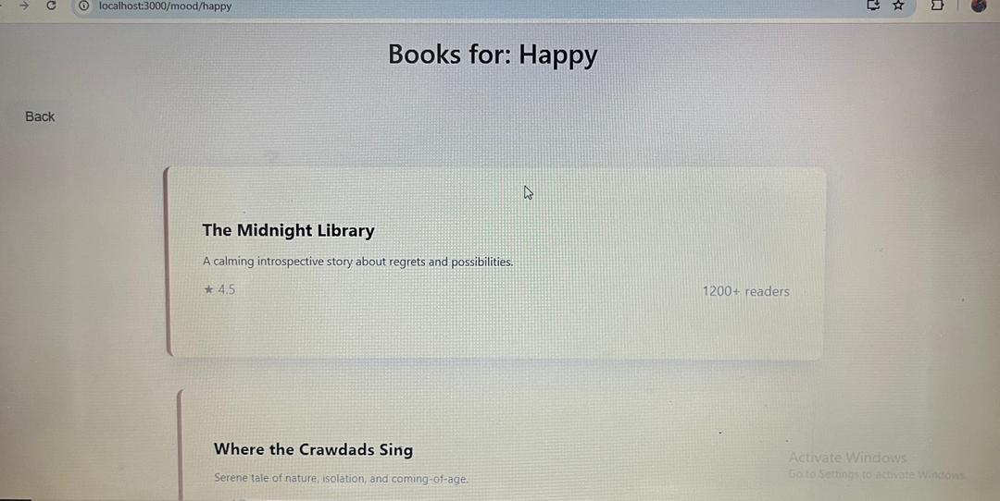 localhost:3000/mood/happy
Books for: Happy
Back
The Midnight Library
A calming introspective story about regrets and possibilities.
★ 4.5
1200+ readers
Where the Crawdads Sing
Serene tale of nature, isolation, and coming-of-age.
Activate Windows
Go to Settings to activate Windows.